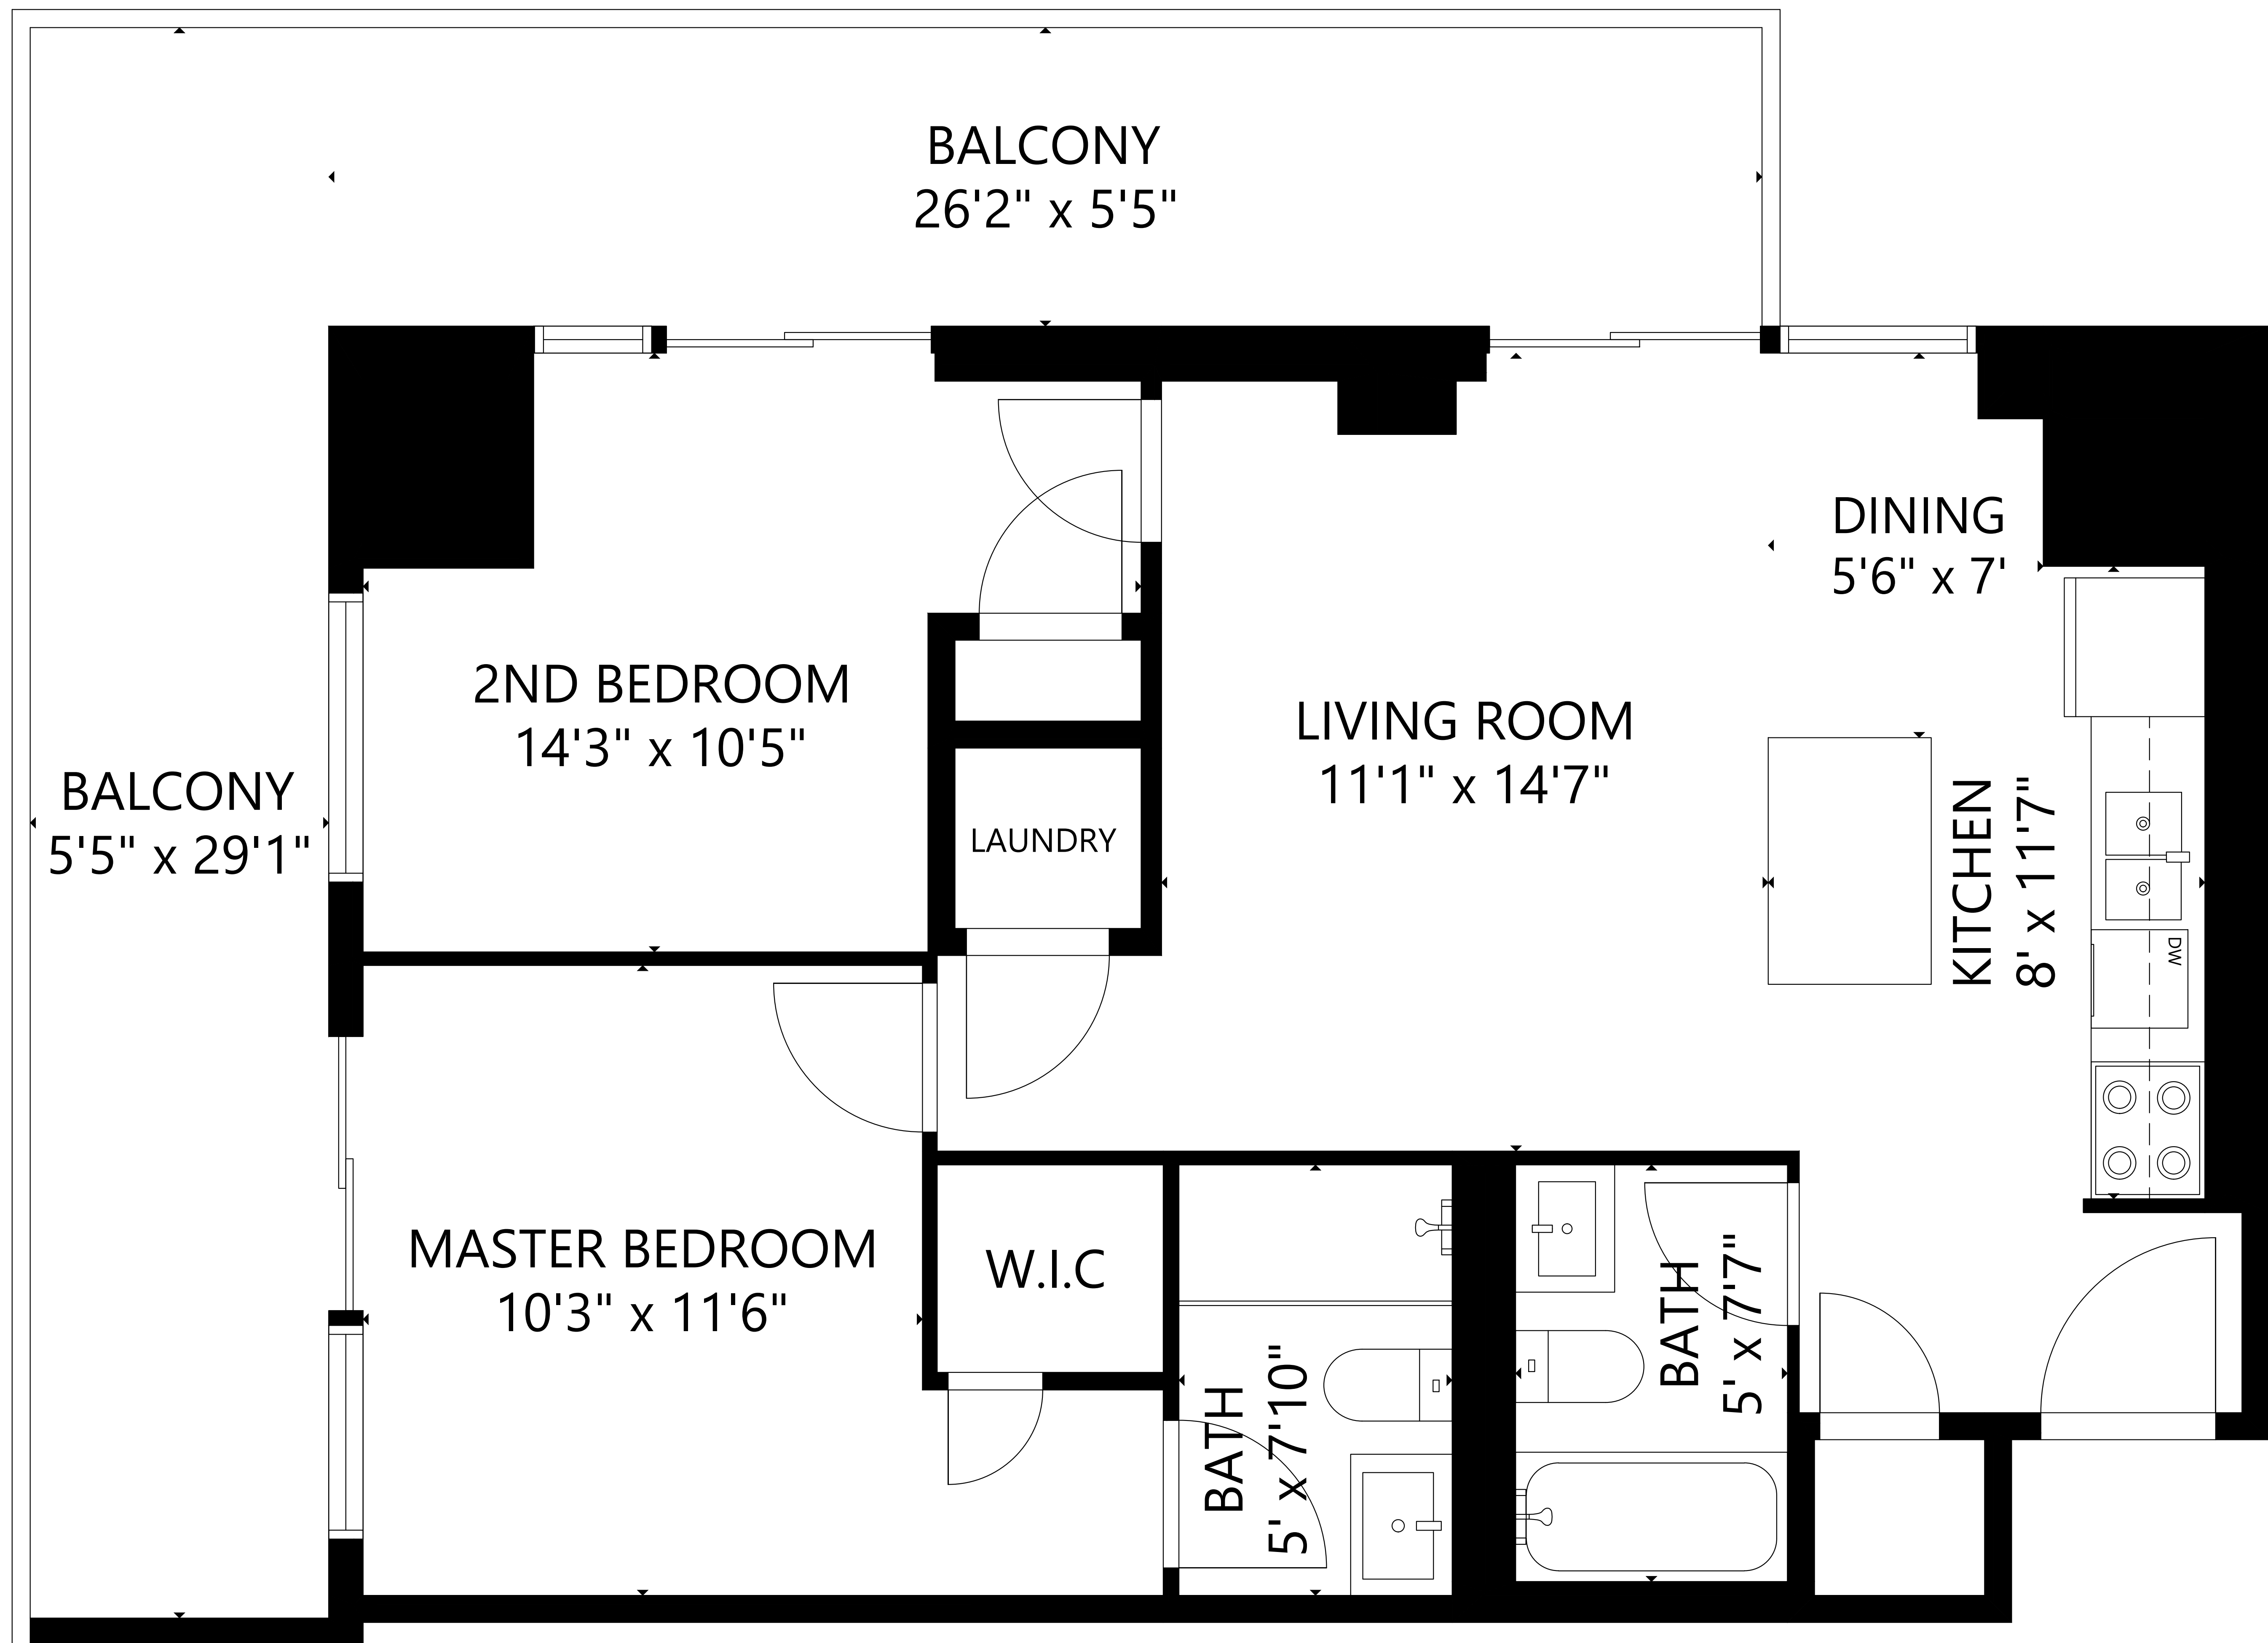 BALCONY
26'2" x 5'5"
DINING
5'6" x 7'
2ND BEDROOM
14'3" x 10'5"
LIVING ROOM
11'1" x 14'7"
BALCONY
5'5" x 29'1"
LAUNDRY
KITCHEN
8' x 11'7"
DW
MASTER BEDROOM
10'3" x 11'6"
W.I.C
BATH
5' x 7'10"
BATH
5' x 7'7"